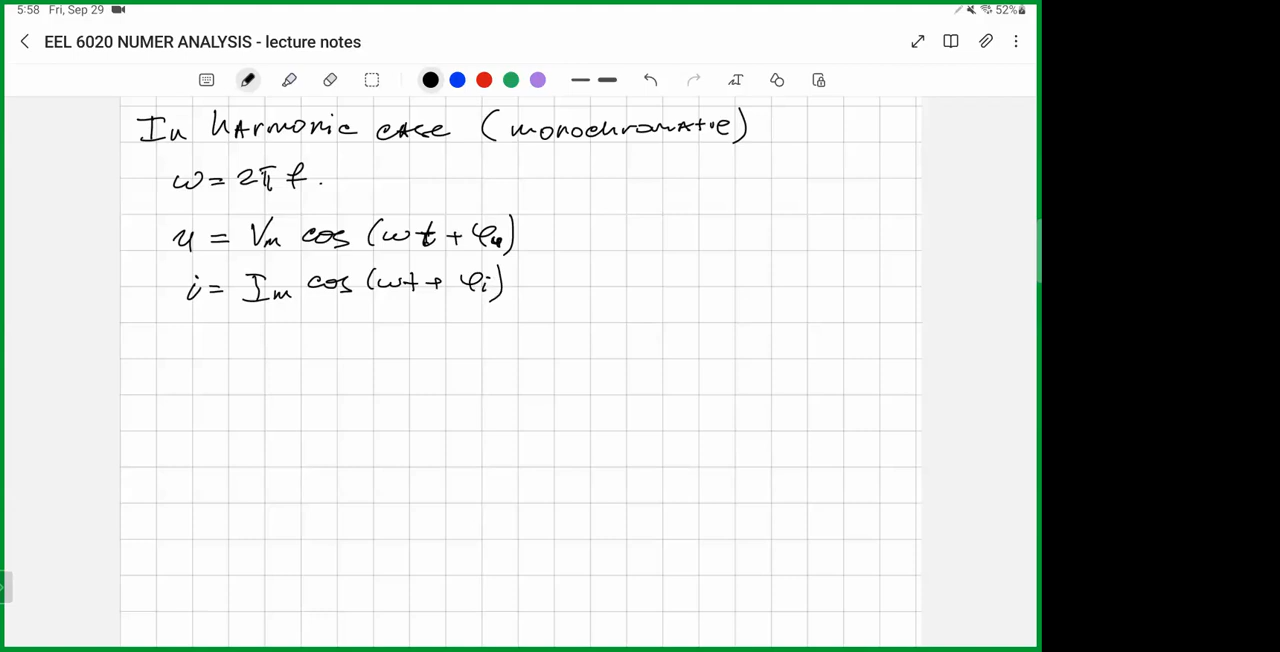 5:58 Fri, Sep 29 52%
EEL 6020 NUMER ANALYSIS - lecture notes
In harmonic case (monochromative)
ω = 2π f.
u = Vm cos (ωt + φu)
i = Im cos (ωt + φi)